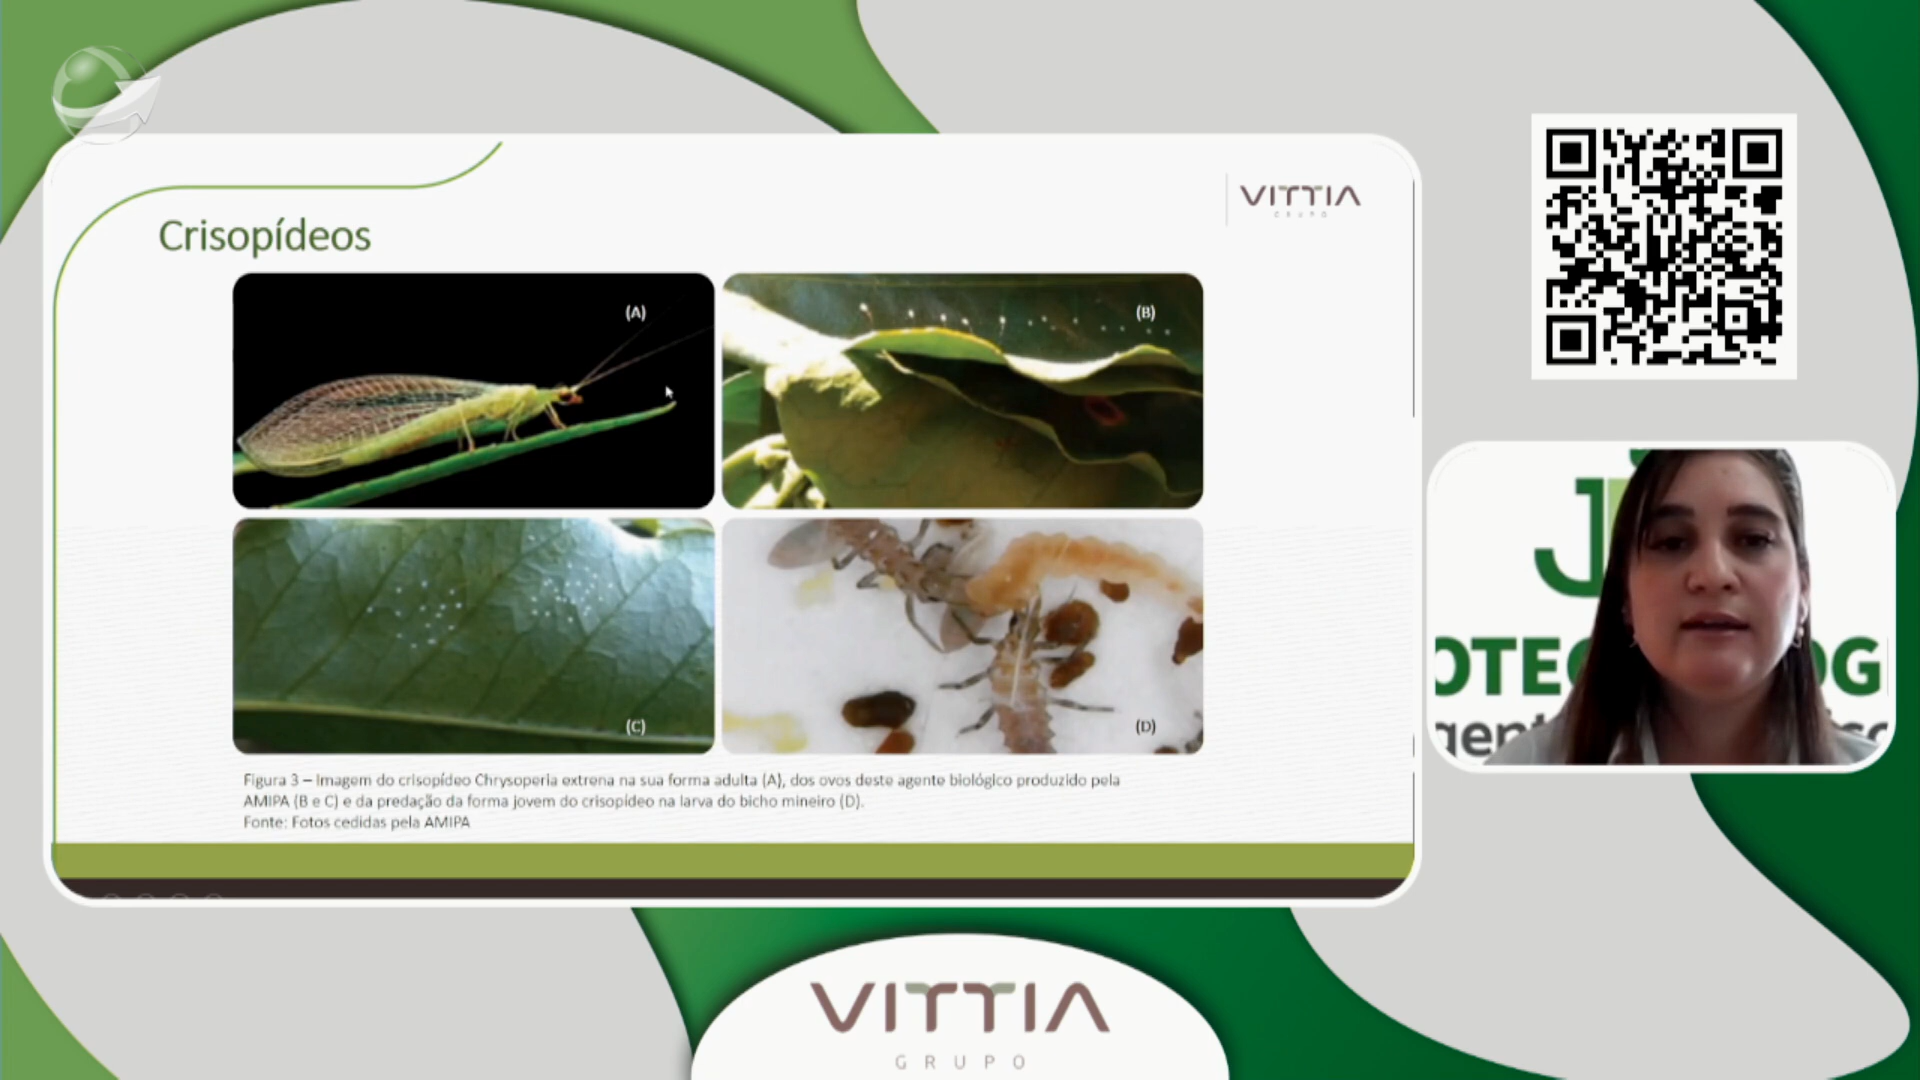 VITTIA
GRUPO
Crisopídeos
(A)
(B)
(C)
(D)
Figura 3 – Imagem do crisopídeo Chrysoperia extrena na sua forma adulta (A), dos ovos deste agente biológico produzido pela
AMIPA (B e C) e da predação da forma jovem do crisopídeo na larva do bicho mineiro (D).
Fonte: Fotos cedidas pela AMIPA
VITTIA
GRUPO